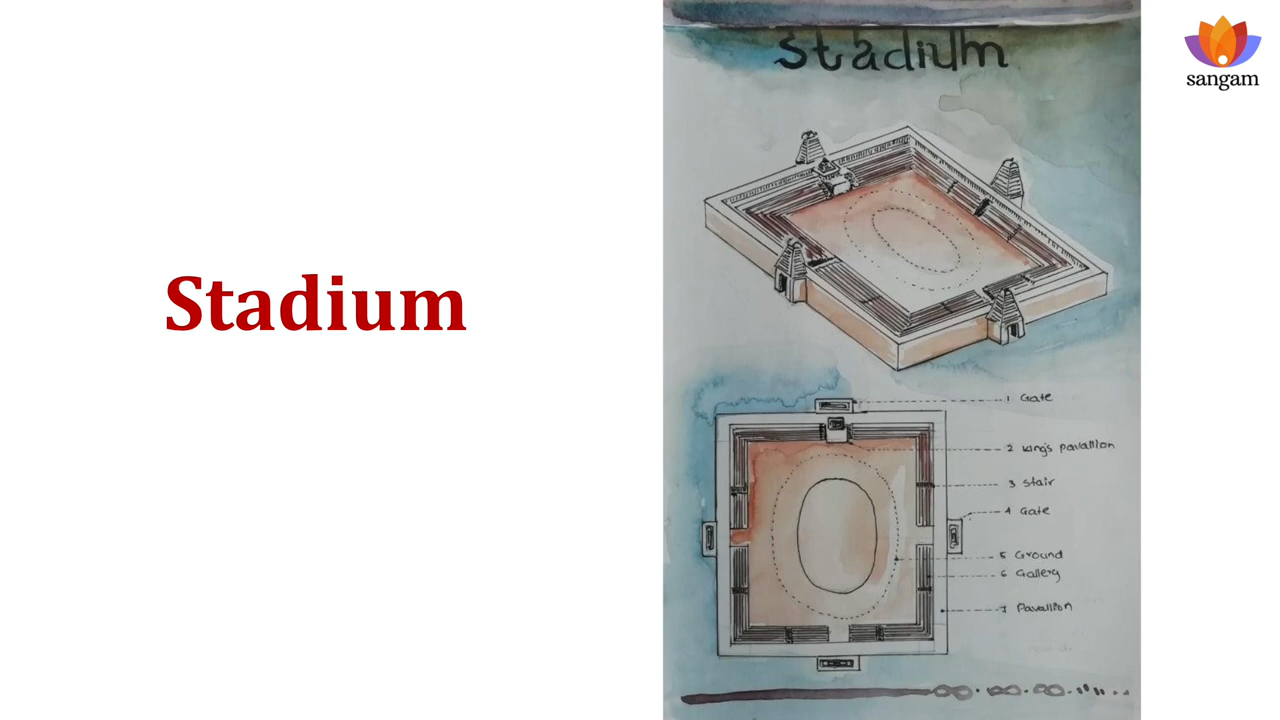 Stadium
sangam
Stadium
1 Gate
2 King's Pavallion
3 Stair
4 Gate
5 Ground
6 Gallery
7 Pavallion